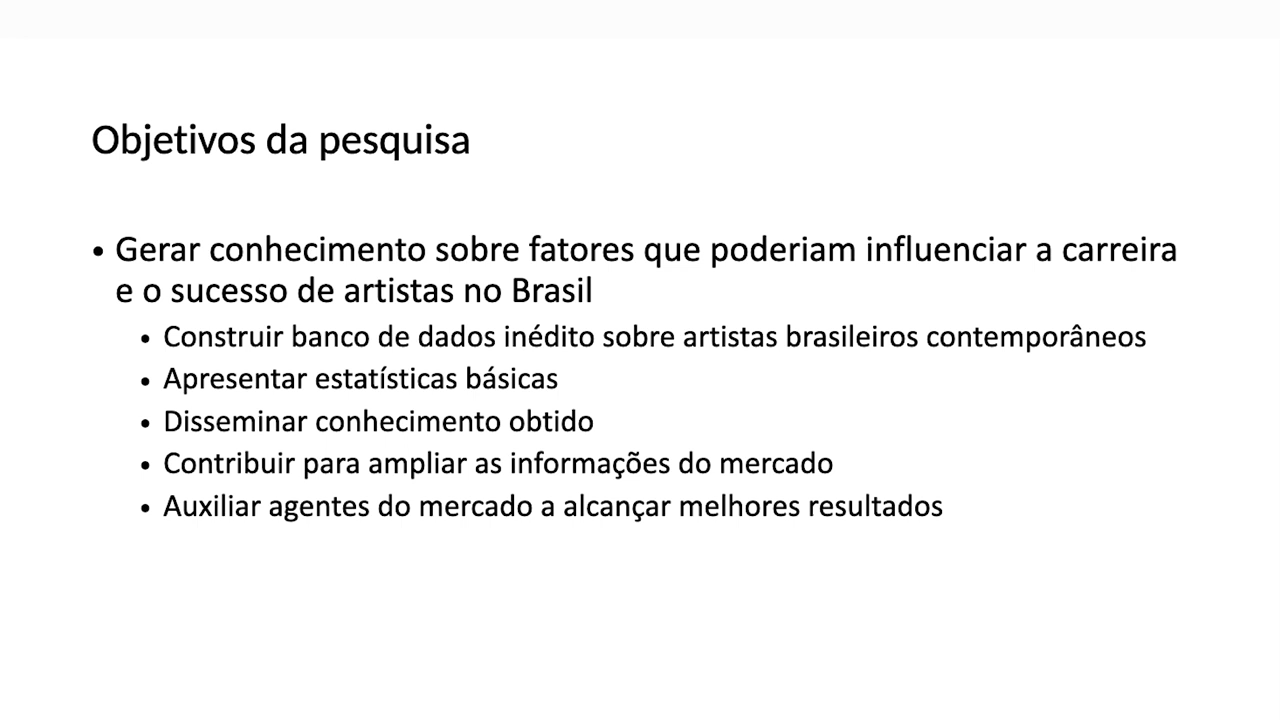 Objetivos da pesquisa
• Gerar conhecimento sobre fatores que poderiam influenciar a carreira
e o sucesso de artistas no Brasil
• Construir banco de dados inédito sobre artistas brasileiros contemporâneos
• Apresentar estatísticas básicas
• Disseminar conhecimento obtido
• Contribuir para ampliar as informações do mercado
• Auxiliar agentes do mercado a alcançar melhores resultados